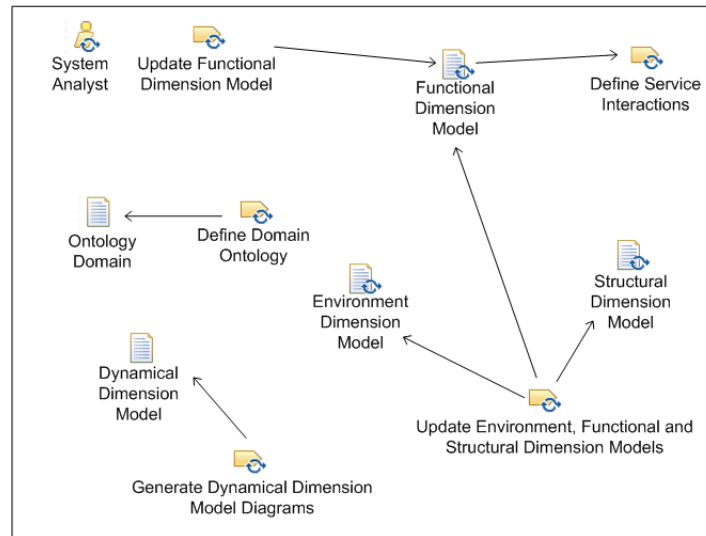 System
Analyst
Update Functional
Dimension Model
Functional
Dimension
Model
Define Service
Interactions
Ontology
Domain
Define Domain
Ontology
Environment
Dimension
Model
Structural
Dimension
Model
Dynamical
Dimension
Model
Update Environment, Functional and
Structural Dimension Models
Generate Dynamical Dimension
Model Diagrams